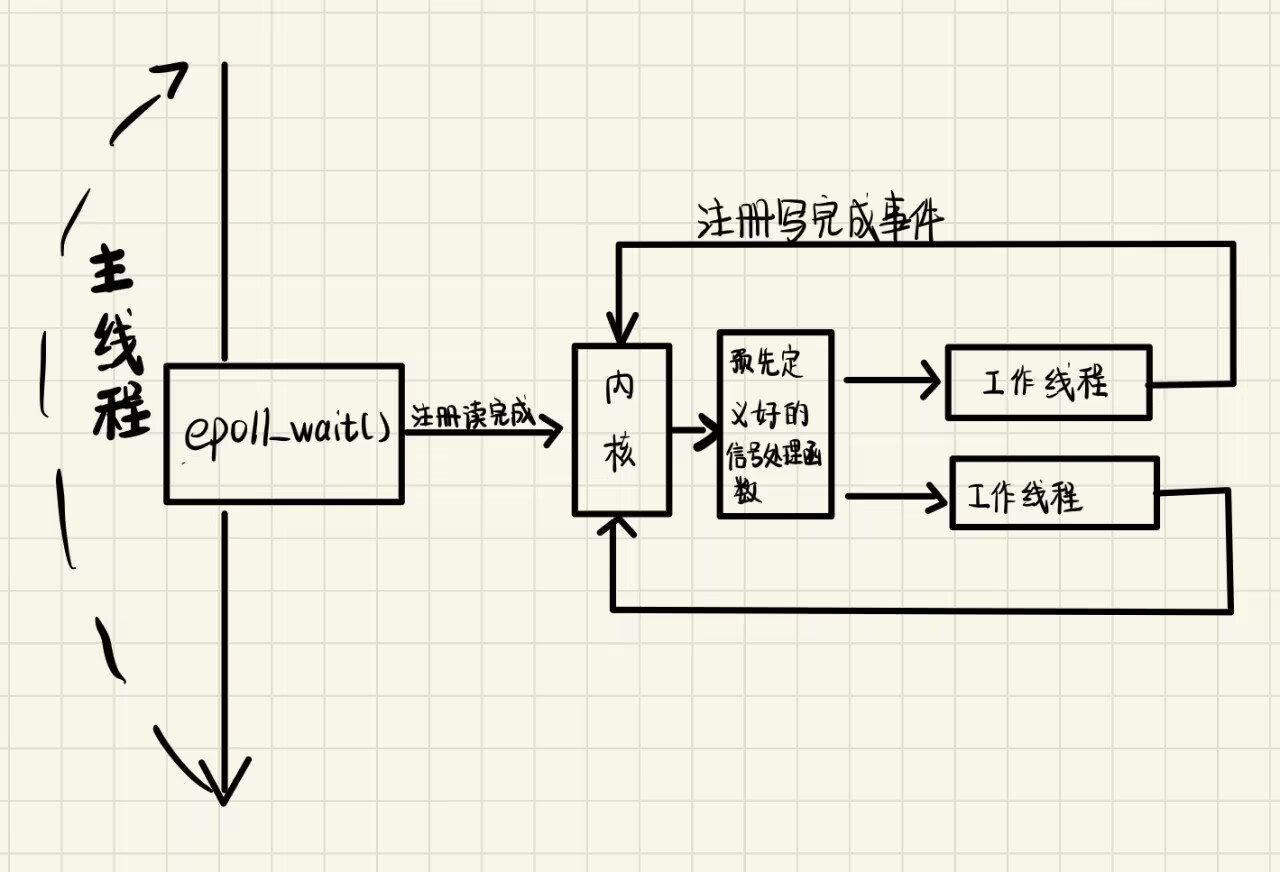 注册写完成事件
主
线
程
epoll_wait()
注册读完成
内
核
预先定
义好的
信号处理函
数
工作线程
工作线程